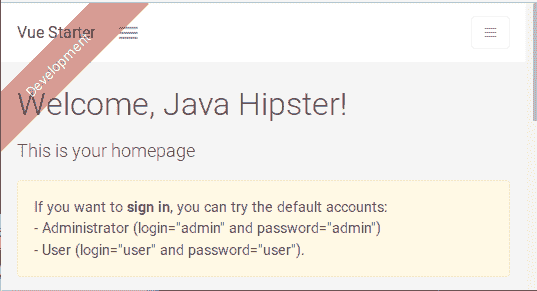 Vue Starter
Development
Welcome, Java Hipster!
This is your homepage
If you want to sign in, you can try the default accounts:
- Administrator (login="admin" and password="admin")
- User (login="user" and password="user").